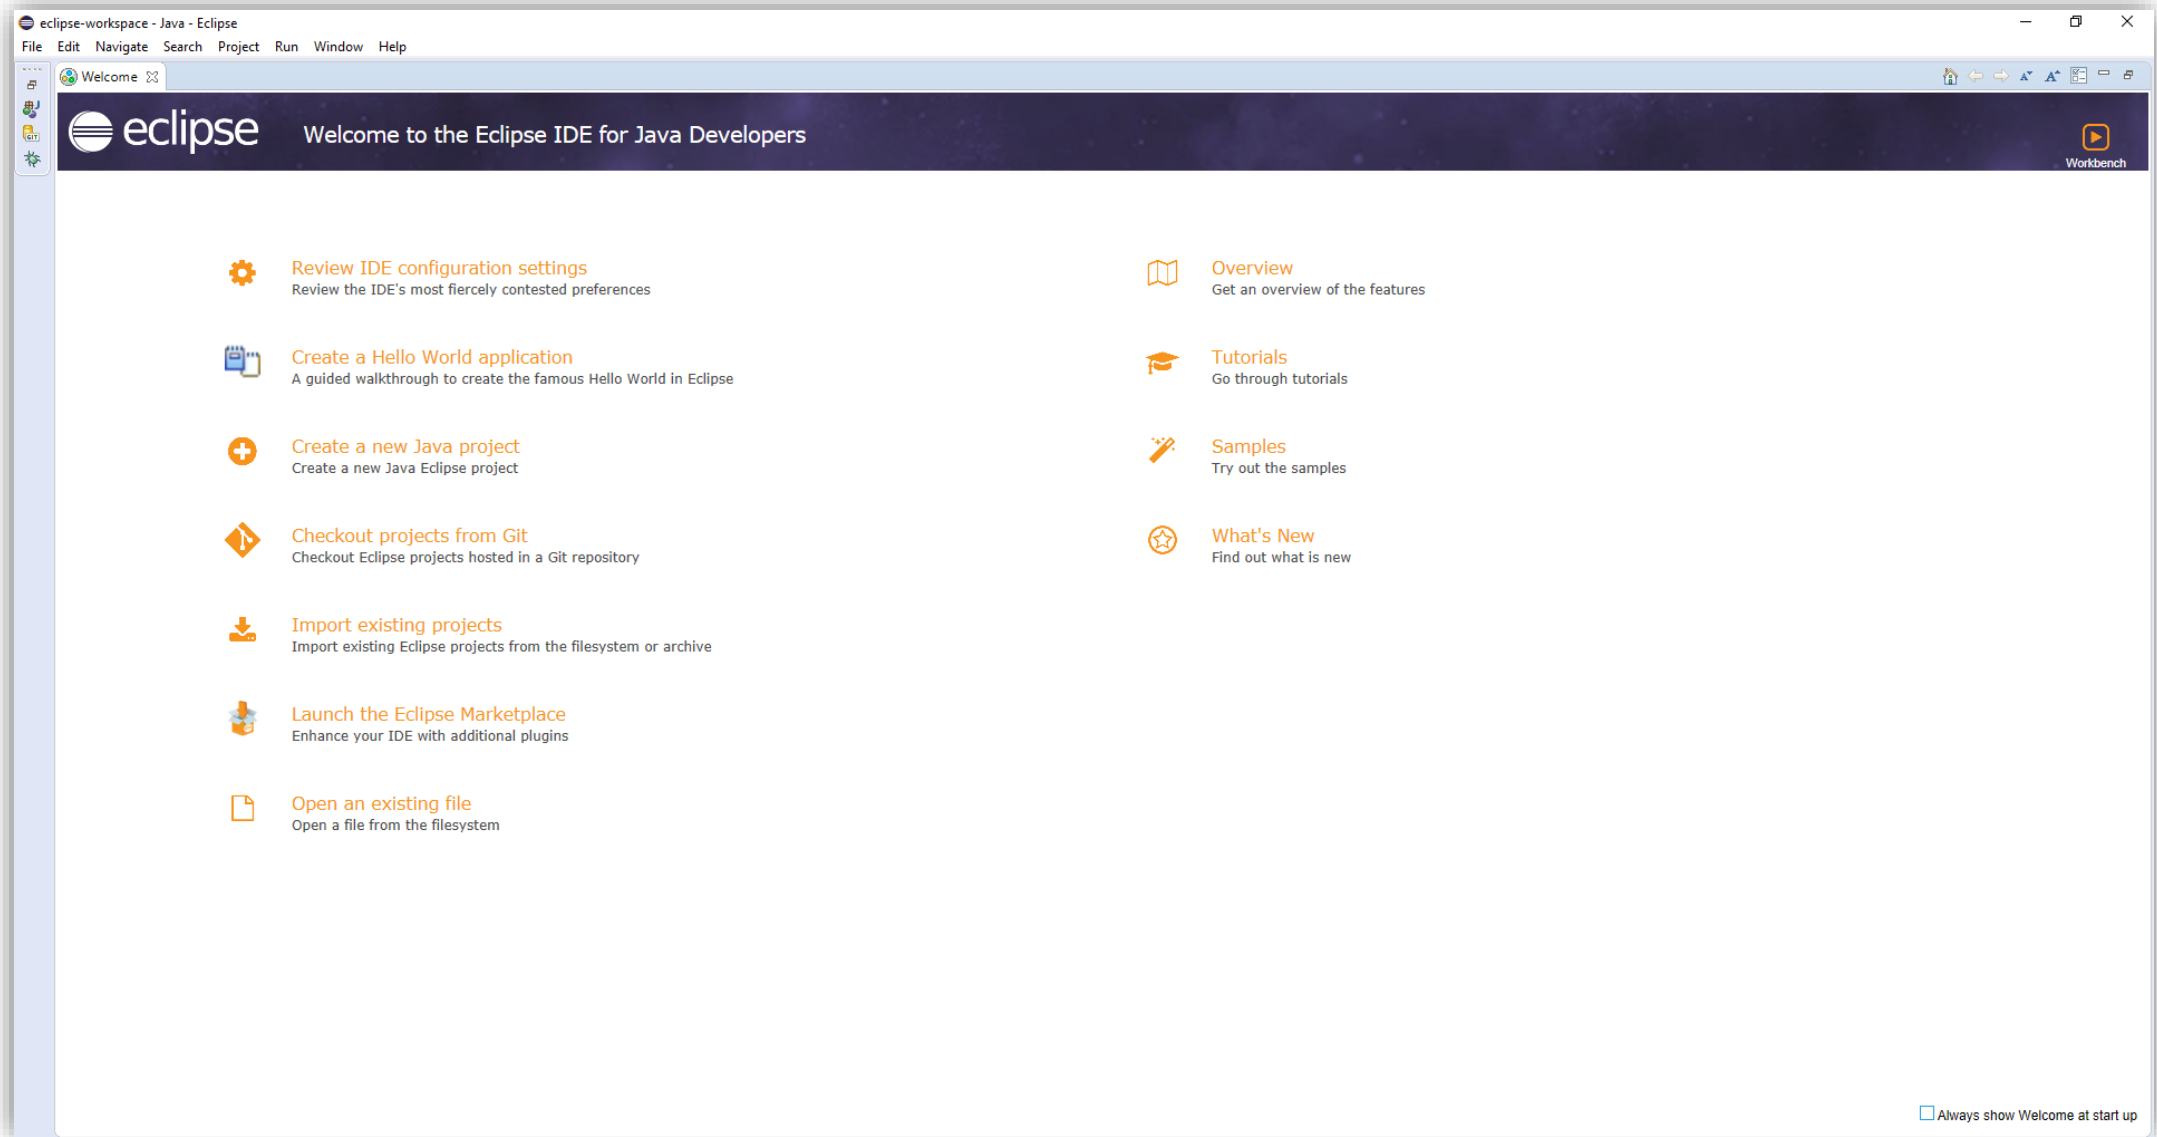 eclipse-workspace - Java - Eclipse
File Edit Navigate Search Project Run Window Help
Welcome
eclipse Welcome to the Eclipse IDE for Java Developers
Workbench
Review IDE configuration settings
Review the IDE's most fiercely contested preferences
Create a Hello World application
A guided walkthrough to create the famous Hello World in Eclipse
Create a new Java project
Create a new Java Eclipse project
Checkout projects from Git
Checkout Eclipse projects hosted in a Git repository
Import existing projects
Import existing Eclipse projects from the filesystem or archive
Launch the Eclipse Marketplace
Enhance your IDE with additional plugins
Open an existing file
Open a file from the filesystem
Overview
Get an overview of the features
Tutorials
Go through tutorials
Samples
Try out the samples
What's New
Find out what is new
Always show Welcome at start up